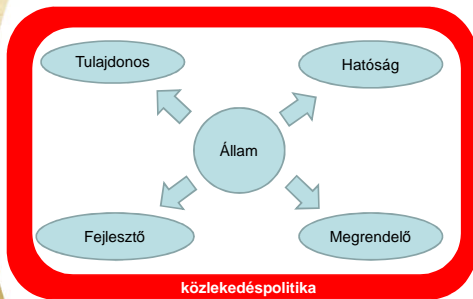 Tulajdonos
Hatóság
Állam
Fejlesztő
Megrendelő
közlekedéspolitika